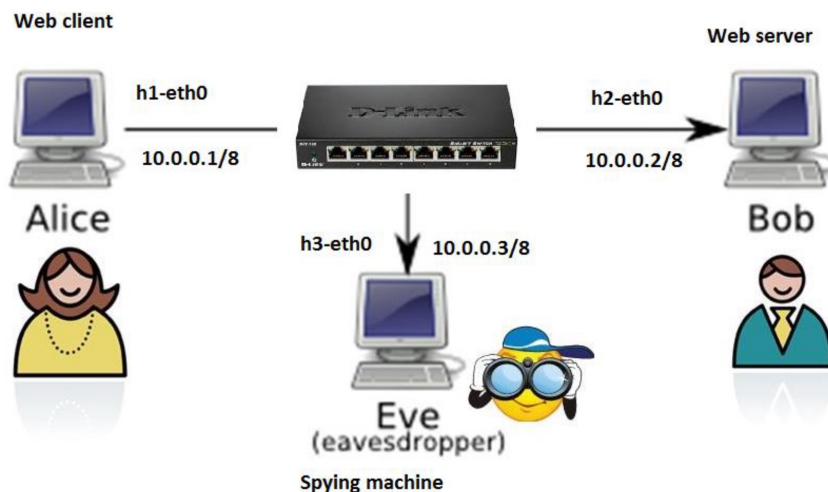 Web client
Web server
h1-eth0
h2-eth0
D-Link
10.0.0.1/8
10.0.0.2/8
Alice
Bob
h3-eth0
10.0.0.3/8
Eve
(eavesdropper)
Spying machine